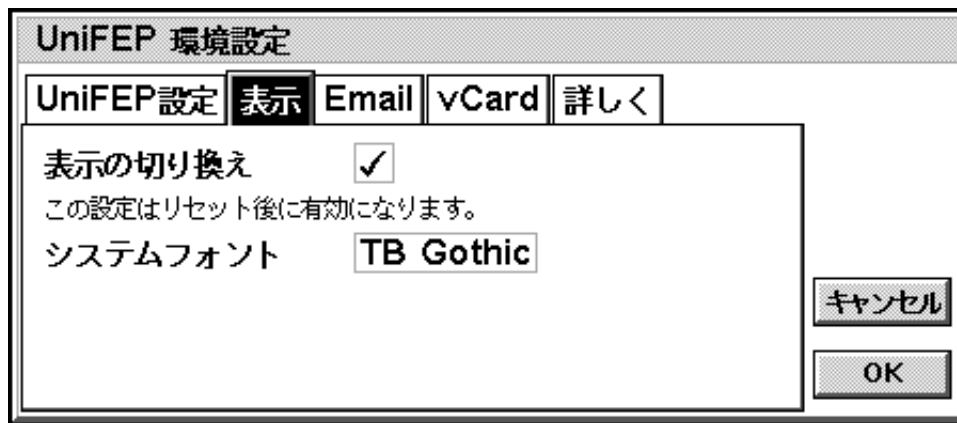 UniFEP 環境設定
UniFEP設定 表示 Email vCard 詳しく
表示の切り換え ✓
この設定はリセット後に有効になります。
システムフォント TB Gothic
キャンセル
OK